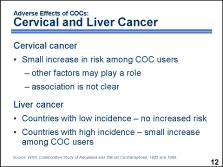 Adverse Effects of COCs:
Cervical and Liver Cancer
Cervical cancer
• Small increase in risk among COC users
– other factors may play a role
– association is not clear
Liver cancer
• Countries with low incidence – no increased risk
• Countries with high incidence – small increase
among COC users
Source: WHO Collaborative Study of Neoplasia and Steroid Contraceptives, 1985 and 1989.
12